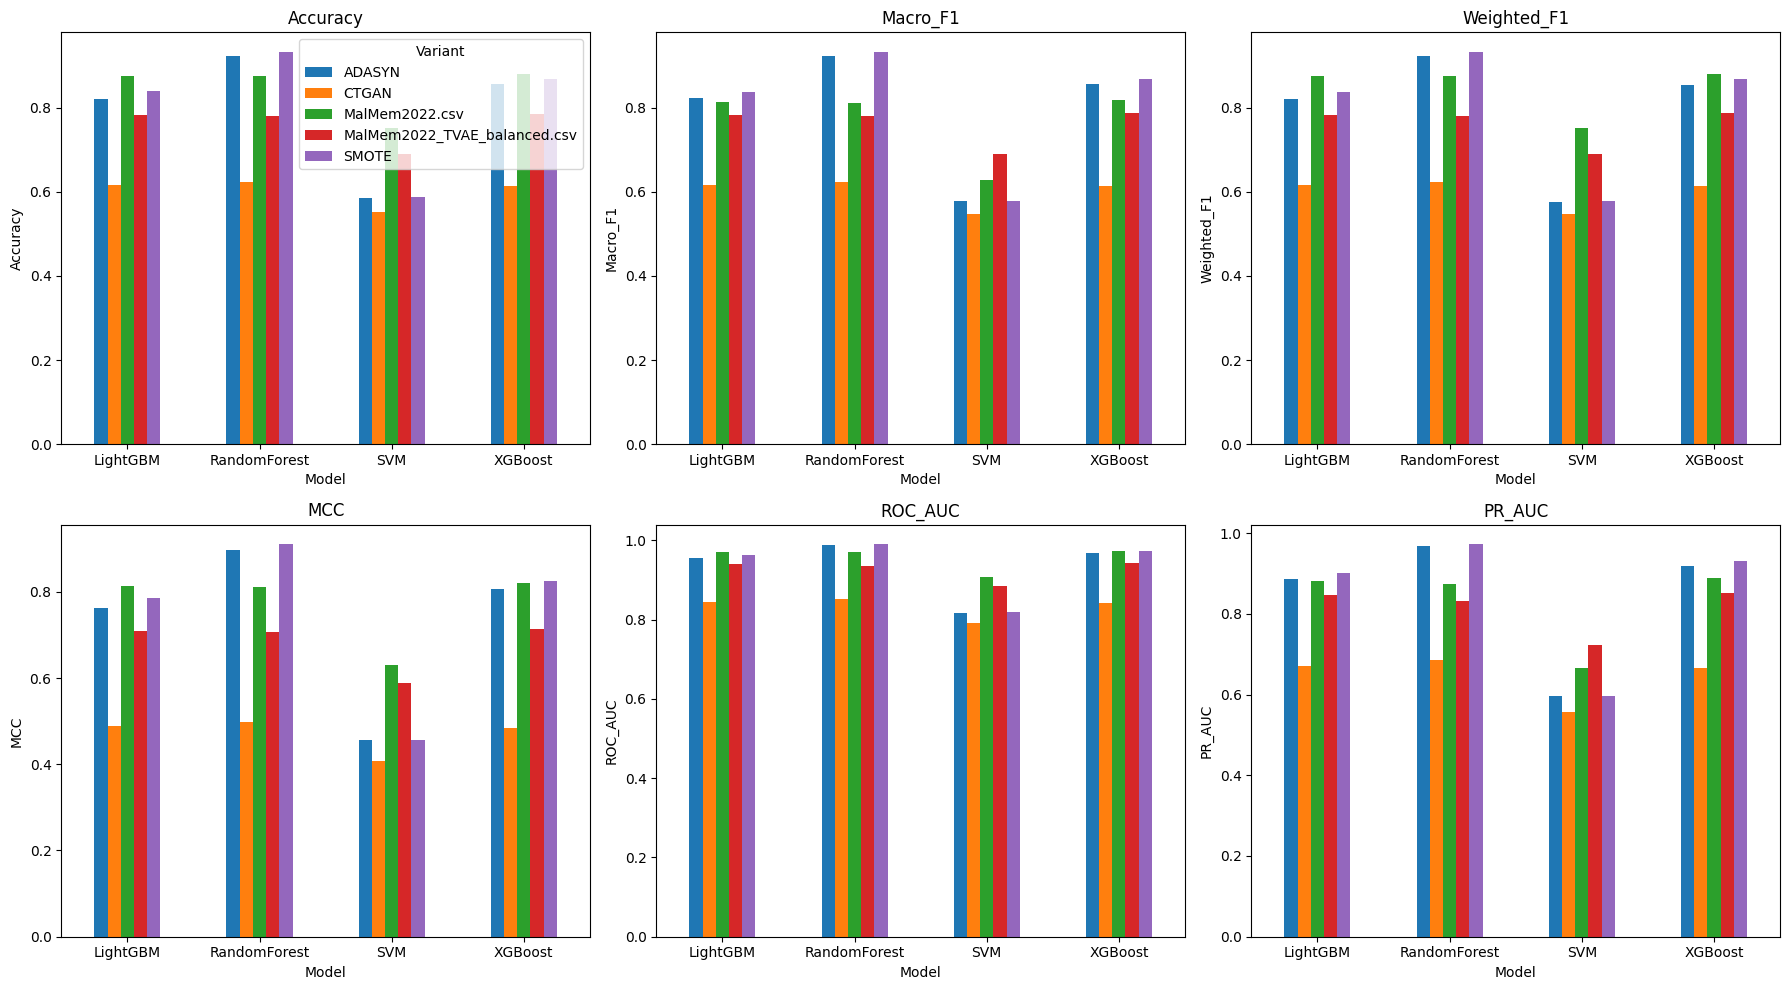 Accuracy
Accuracy
0.0
0.2
0.4
0.6
0.8
Variant
ADASYN
CTGAN
MalMem2022.csv
MalMem2022_TVAE_balanced.csv
SMOTE
LightGBM RandomForest SVM XGBoost
Model
Macro_F1
Macro_F1
0.0
0.2
0.4
0.6
0.8
LightGBM RandomForest SVM XGBoost
Model
Weighted_F1
Weighted_F1
0.0
0.2
0.4
0.6
0.8
LightGBM RandomForest SVM XGBoost
Model
MCC
MCC
0.0
0.2
0.4
0.6
0.8
LightGBM RandomForest SVM XGBoost
Model
ROC_AUC
ROC_AUC
0.0
0.2
0.4
0.6
0.8
1.0
LightGBM RandomForest SVM XGBoost
Model
PR_AUC
PR_AUC
0.0
0.2
0.4
0.6
0.8
1.0
LightGBM RandomForest SVM XGBoost
Model